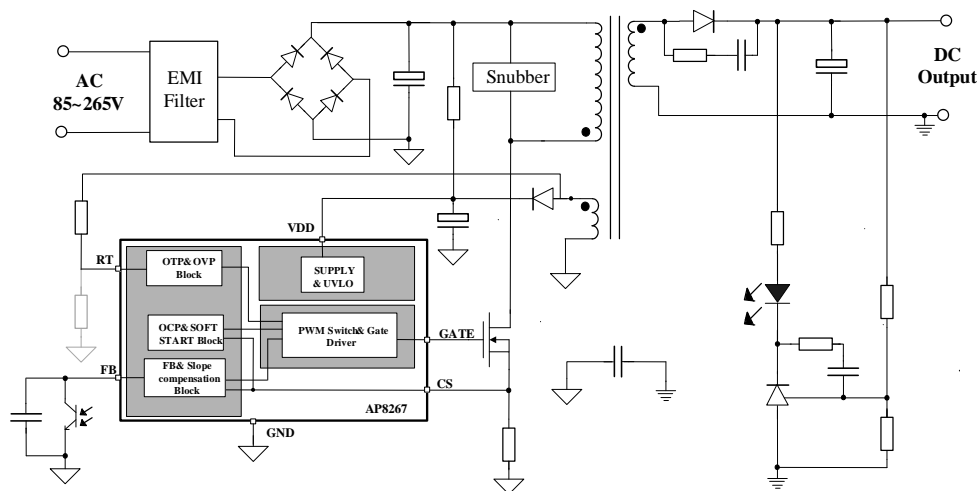 AC
85~265V
EMI
Filter
Snubber
DC
Output
VDD
RT
OTP& OVP
Block
SUPPLY
& UVLO
OCP& SOFT
START Block
PWM Switch& Gate
Driver
GATE
FB
FB& Slope
compensation
Block
CS
AP8267
GND